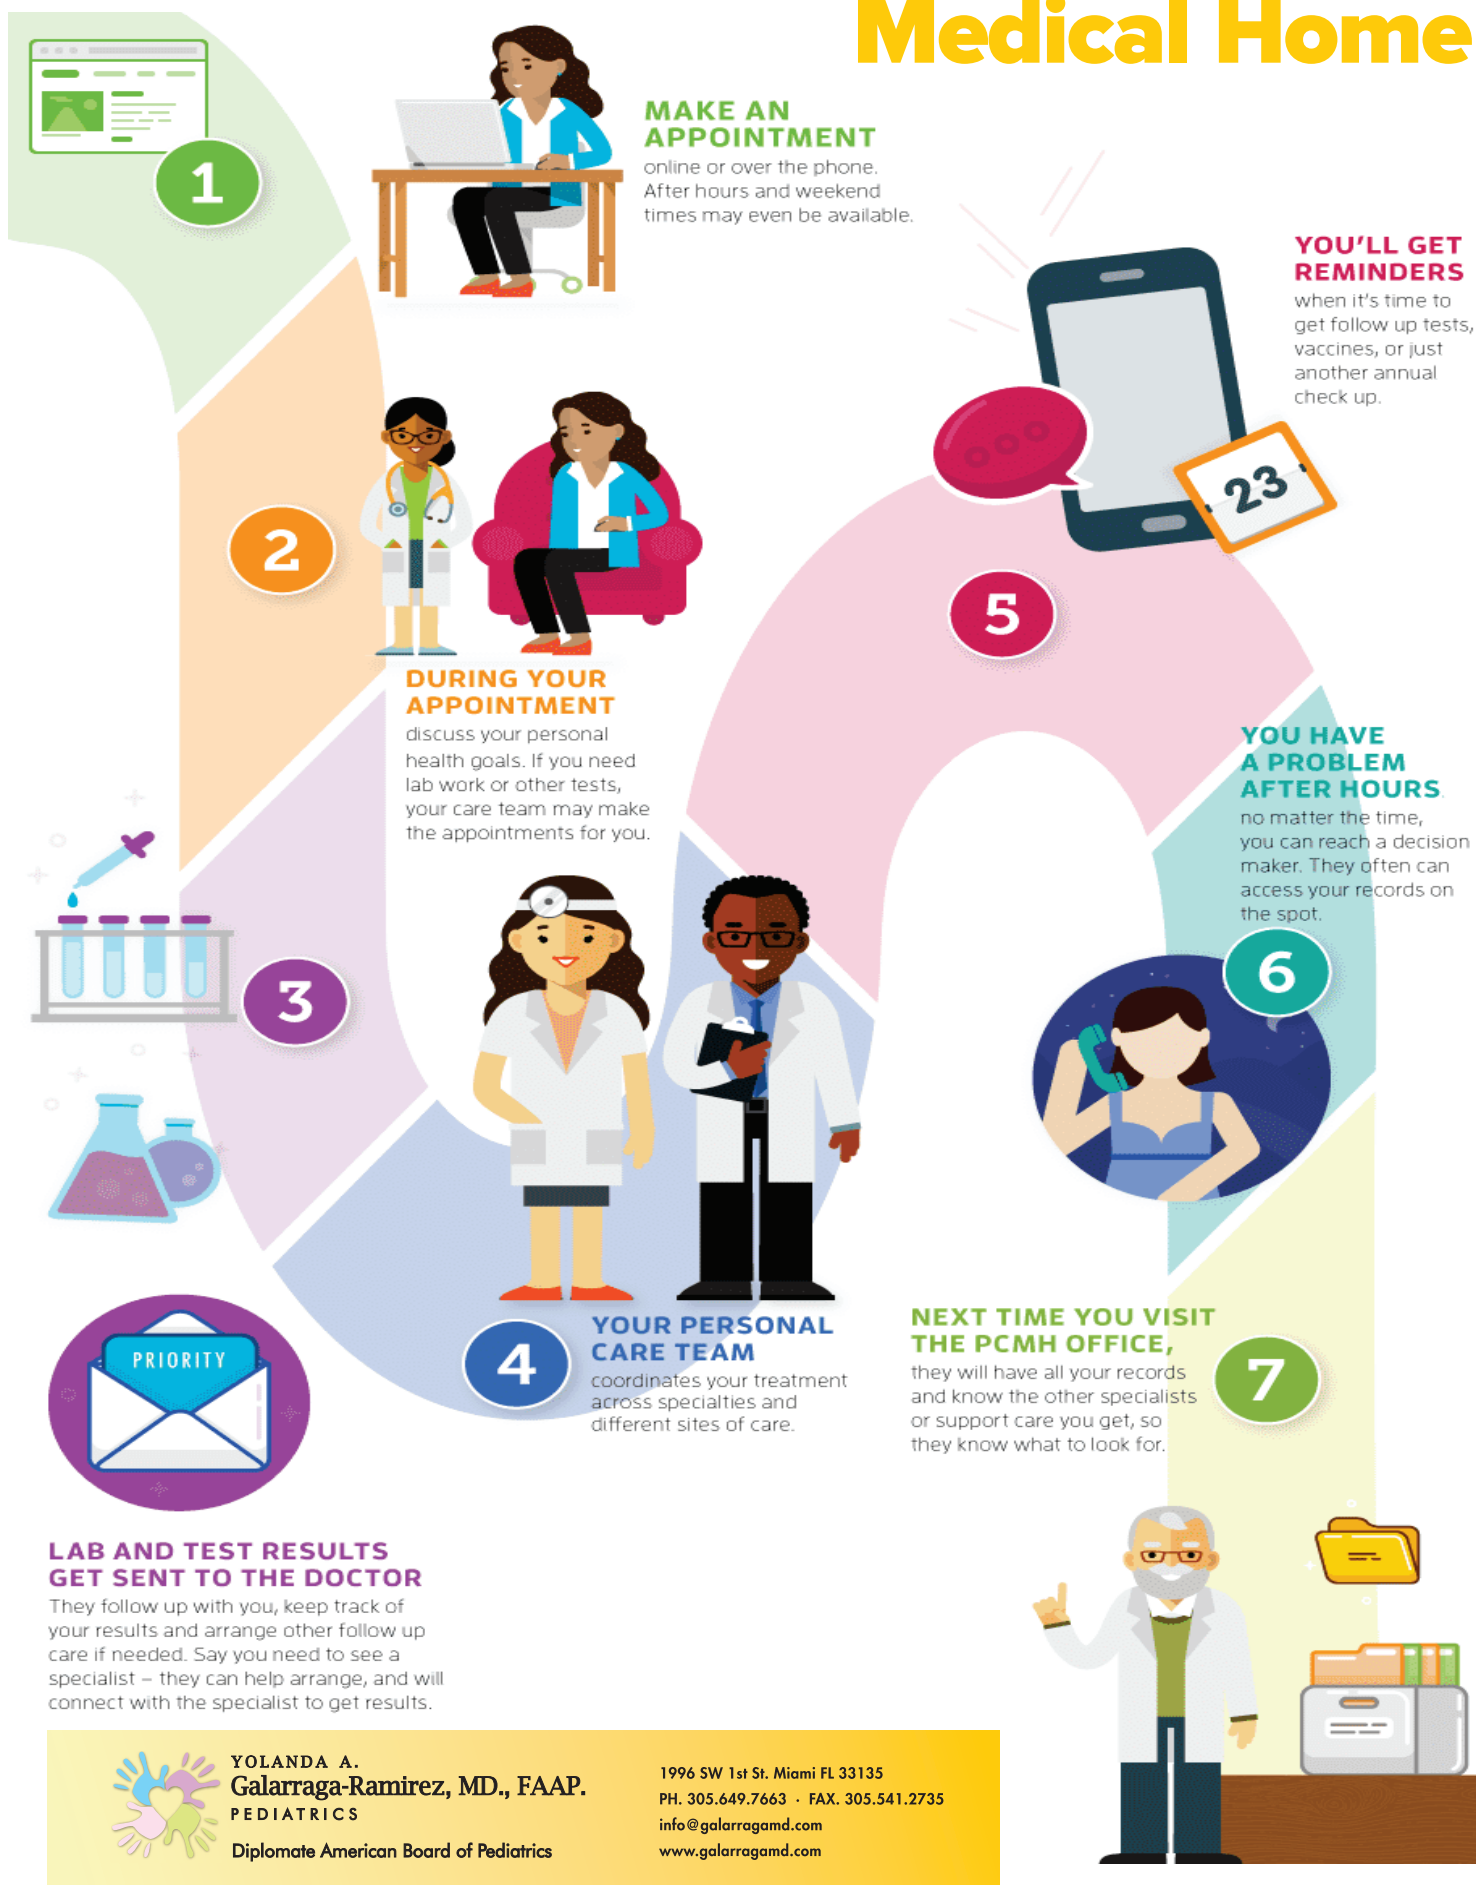 Medical Home
1
MAKE AN
APPOINTMENT
online or over the phone.
After hours and weekend
times may even be available.
2
DURING YOUR
APPOINTMENT
discuss your personal
health goals. If you need
lab work or other tests,
your care team may make
the appointments for you.
3
PRIORITY
LAB AND TEST RESULTS
GET SENT TO THE DOCTOR
They follow up with you, keep track of
your results and arrange other follow up
care if needed. Say you need to see a
specialist – they can help arrange, and will
connect with the specialist to get results.
4
YOUR PERSONAL
CARE TEAM
coordinates your treatment
across specialties and
different sites of care.
5
YOU'LL GET
REMINDERS
when it's time to
get follow up tests,
vaccines, or just
another annual
check up.
23
YOU HAVE
A PROBLEM
AFTER HOURS.
no matter the time,
you can reach a decision
maker. They often can
access your records on
the spot.
6
NEXT TIME YOU VISIT
THE PCMH OFFICE,
they will have all your records
and know the other specialists
or support care you get, so
they know what to look for.
7
YOLANDA A.
Galarraga-Ramirez, MD., FAAP.
PEDIATRICS
Diplomate American Board of Pediatrics
1996 SW 1st St. Miami FL 33135
PH. 305.649.7663 · FAX. 305.541.2735
info@galarragamd.com
www.galarragamd.com